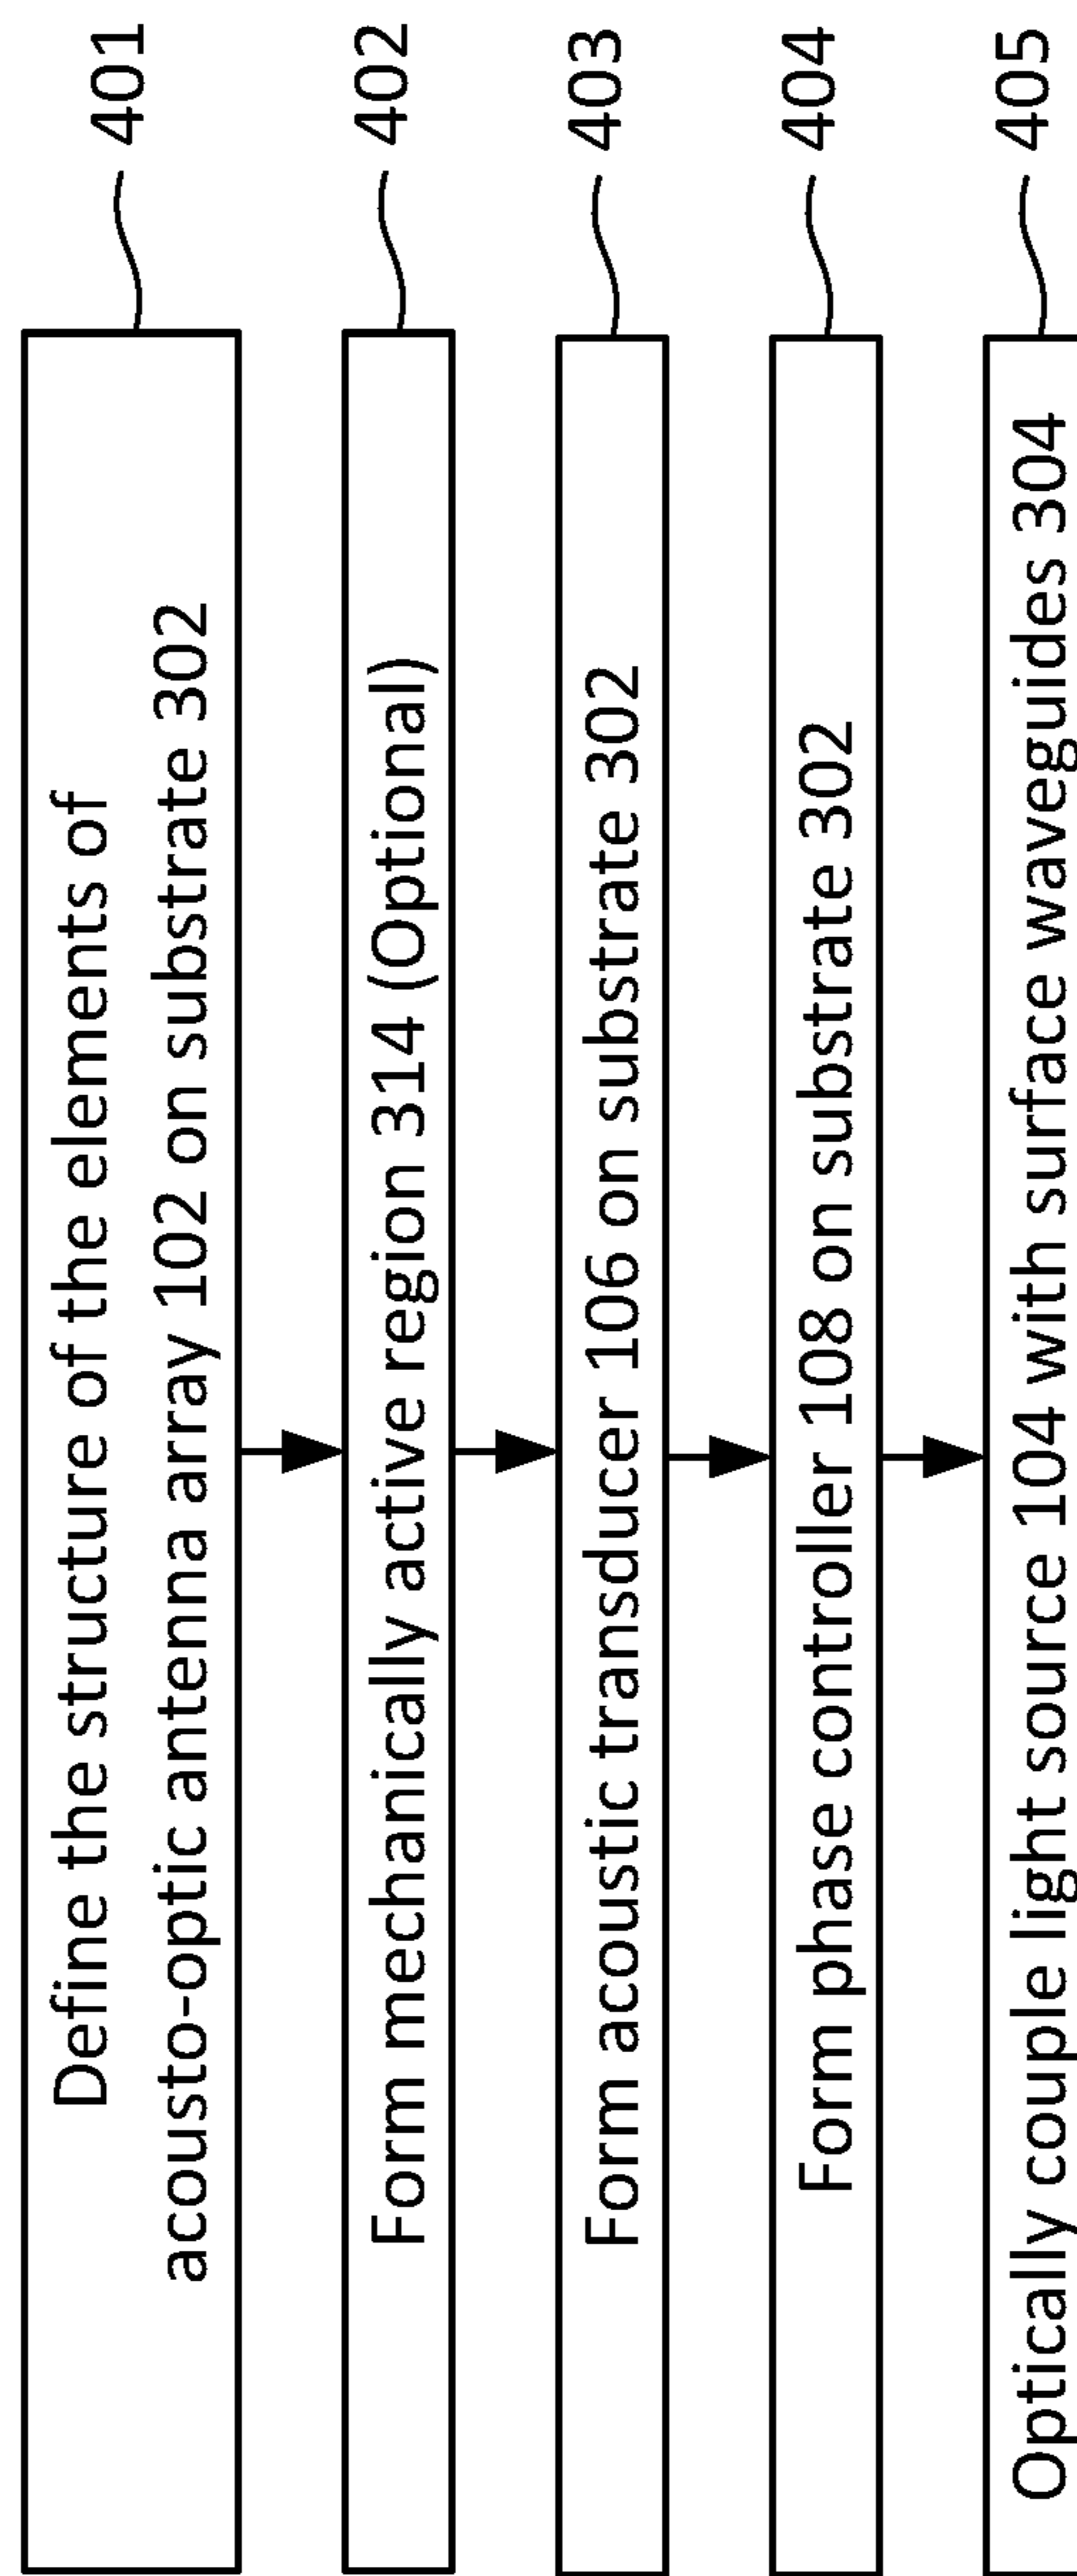 Define the structure of the elements of
acousto-optic antenna array 102 on substrate 302
401
Form mechanically active region 314 (Optional)
402
Form acoustic transducer 106 on substrate 302
403
Form phase controller 108 on substrate 302
404
Optically couple light source 104 with surface waveguides 304
405